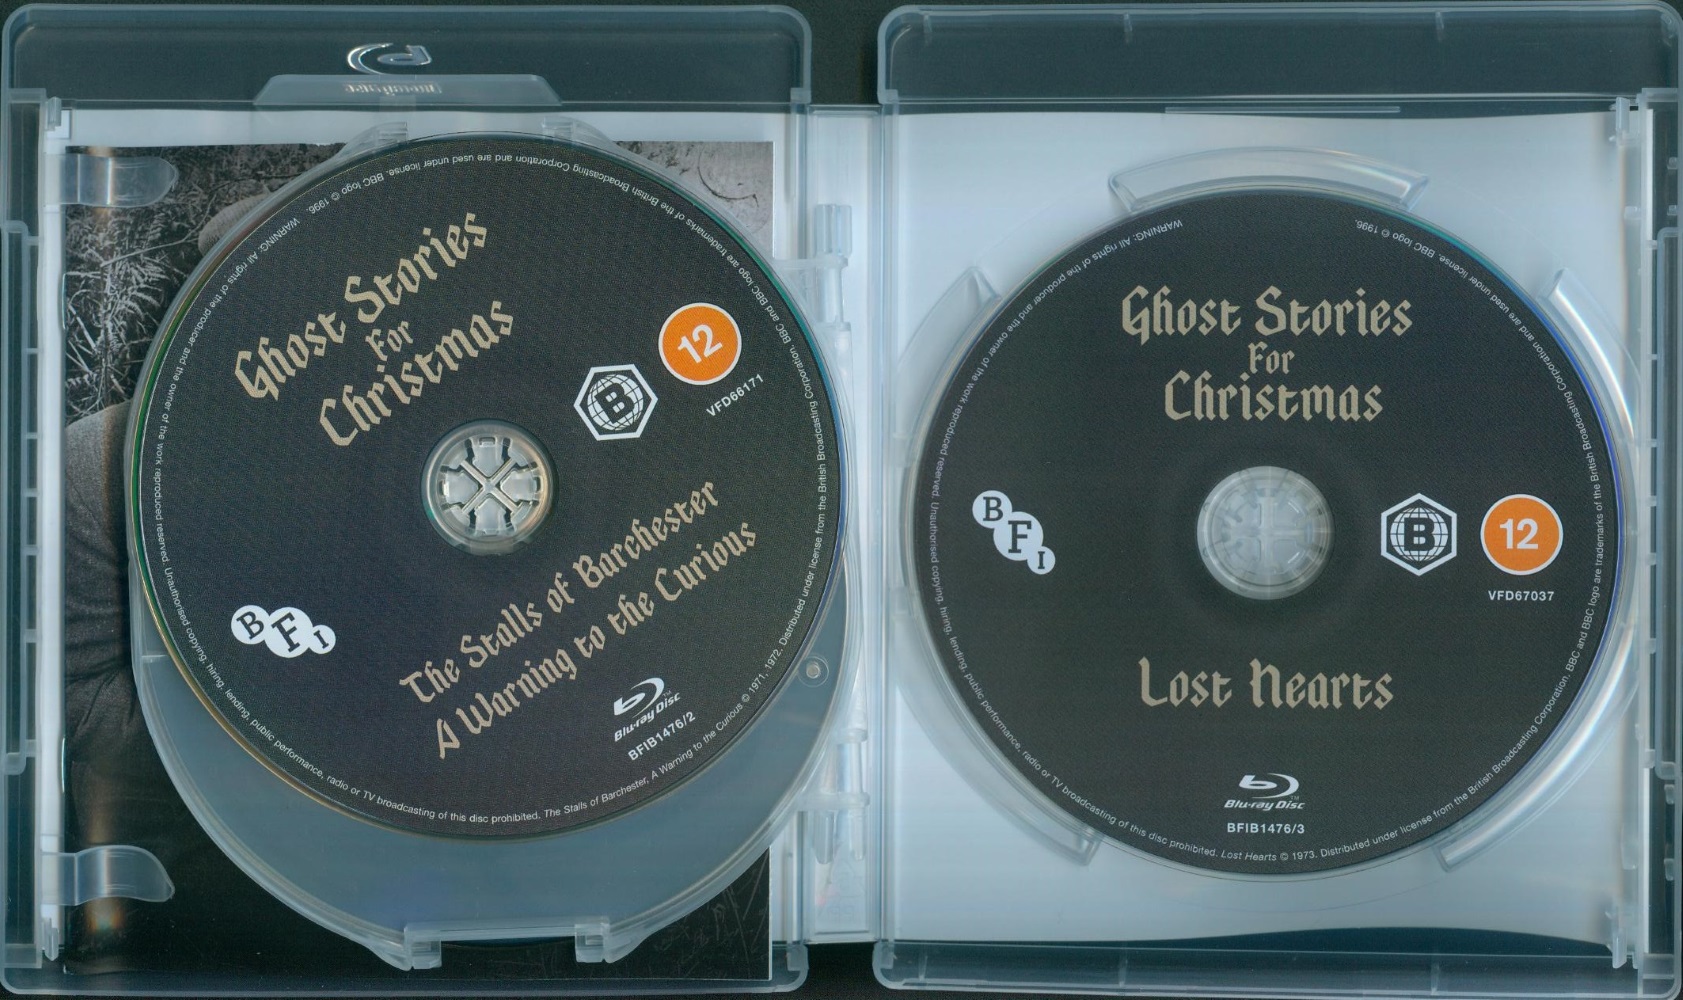 Ghost Stories
For
Christmas
B
12
VFD66171
BFI
The Stalls of Barchester
A Warning to the Curious
Blu-ray Disc™
BFIB1476/2
WARNING: All rights of the producer and the owner of the work reproduced reserved. Unauthorised copying, hiring, lending, public performance, radio or TV broadcasting of this disc prohibited. The Stalls of Barchester, A Warning to the Curious © 1971, 1972. Distributed under license from the British Broadcasting Corporation. BBC and BBC logo are trademarks of the British Broadcasting Corporation and are used under license. BBC logo © 1996.
Ghost Stories
For
Christmas
BFI
B
12
VFD67037
Lost Hearts
Blu-ray Disc™
BFIB1476/3
WARNING: All rights of the producer and owner of the work reproduced reserved. Unauthorised copying, hiring, lending, public performance, radio or TV broadcasting of this disc prohibited. Lost Hearts © 1973. Distributed under license from the British Broadcasting Corporation. BBC and BBC logo are trademarks of the British Broadcasting Corporation and are used under license. BBC logo © 1996.